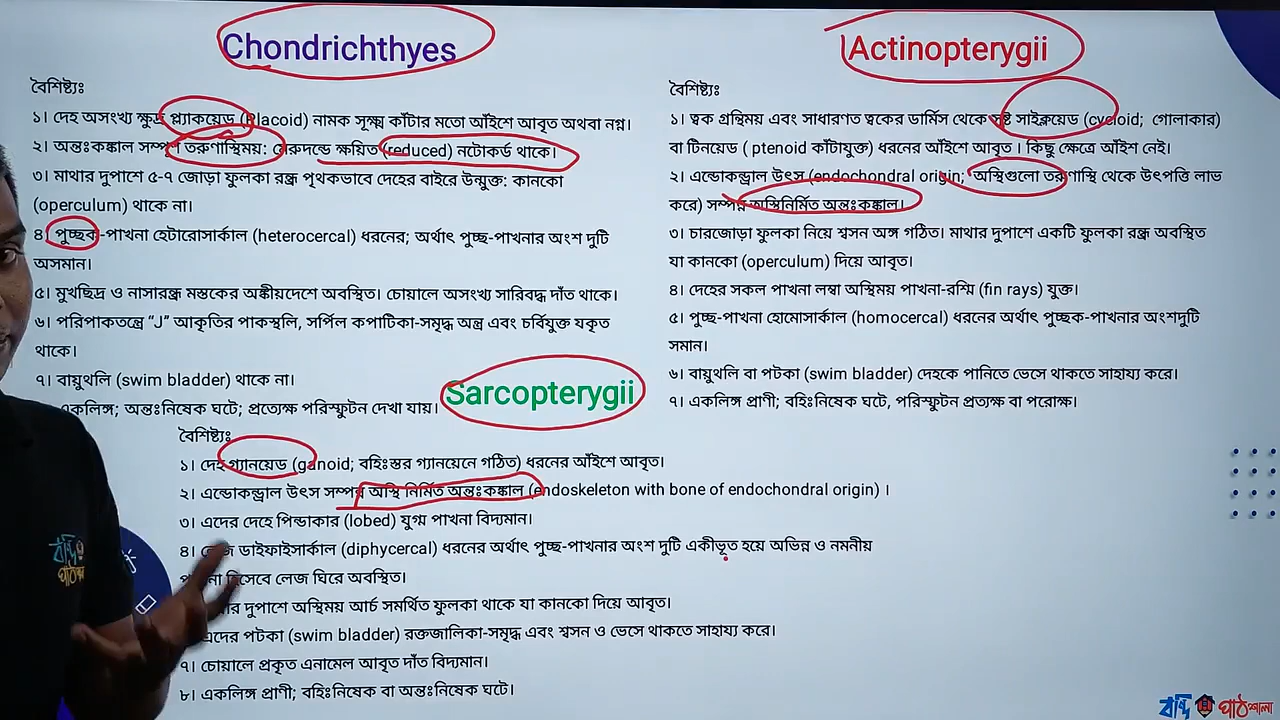 Chondrichthyes
বৈশিষ্ট্যঃ
১। দেহ অসংখ্য ক্ষুদ্র প্ল্যাকয়েড (Placoid) নামক সূক্ষ্ম কাঁটার মতো আঁইশে আবৃত অথবা নগ্ন।
২। অন্তঃকঙ্কাল সম্পূর্ণ তরুণাস্থিময়: মেরুদন্ডে ক্ষয়িত (reduced) নটোকর্ড থাকে।
৩। মাথার দুপাশে ৫-৭ জোড়া ফুলকা রন্ধ্র পৃথকভাবে দেহের বাইরে উন্মুক্ত: কানকো
(operculum) থাকে না।
৪। পুচ্ছক-পাখনা হেটারোসার্কাল (heterocercal) ধরনের; অর্থাৎ পুচ্ছ-পাখনার অংশ দুটি
অসমান।
৫। মুখছিদ্র ও নাসারন্ধ্র মস্তকের অঙ্কীয়দেশে অবস্থিত। চোয়ালে অসংখ্য সারিবদ্ধ দাঁত থাকে।
৬। পরিপাকতন্ত্রে “J” আকৃতির পাকস্থলি, সর্পিল কপাটিকা-সমৃদ্ধ অন্ত্র এবং চর্বিযুক্ত যকৃত
থাকে।
৭। বায়ুথলি (swim bladder) থাকে না।
একলিঙ্গ; অন্তঃনিষেক ঘটে; প্রত্যেক্ষ পরিস্ফুটন দেখা যায়।
Actinopterygii
বৈশিষ্ট্যঃ
১। ত্বক গ্রন্থিময় এবং সাধারণত ত্বকের ডার্মিস থেকে সৃষ্ট সাইক্লয়েড (cycloid; গোলাকার)
বা টিনয়েড ( ptenoid কাঁটাযুক্ত) ধরনের আঁইশে আবৃত । কিছু ক্ষেত্রে আঁইশ নেই।
২। এন্ডোকন্ড্রাল উৎস (endochondral origin; অস্থিগুলো তরুণাস্থি থেকে উৎপত্তি লাভ
করে) সম্পন্ন অস্থিনির্মিত অন্তঃকঙ্কাল।
৩। চারজোড়া ফুলকা নিয়ে শ্বসন অঙ্গ গঠিত। মাথার দুপাশে একটি ফুলকা রন্ধ্র অবস্থিত
যা কানকো (operculum) দিয়ে আবৃত।
৪। দেহের সকল পাখনা লম্বা অস্থিময় পাখনা-রশ্মি (fin rays) যুক্ত।
৫। পুচ্ছ-পাখনা হোমোসার্কাল (homocercal) ধরনের অর্থাৎ পুচ্ছক-পাখনার অংশদুটি
সমান।
৬। বায়ুথলি বা পটকা (swim bladder) দেহকে পানিতে ভেসে থাকতে সাহায্য করে।
৭। একলিঙ্গ প্রাণী; বহিঃনিষেক ঘটে, পরিস্ফুটন প্রত্যক্ষ বা পরোক্ষ।
Sarcopterygii
বৈশিষ্ট্যঃ
১। দেহ গ্যানয়েড (ganoid; বহিঃস্তর গ্যানয়েনে গঠিত) ধরনের আঁইশে আবৃত।
২। এন্ডোকন্ড্রাল উৎস সম্পন্ন অস্থি নির্মিত অন্তঃকঙ্কাল (endoskeleton with bone of endochondral origin) ।
৩। এদের দেহে পিন্ডাকার (lobed) যুগ্ম পাখনা বিদ্যমান।
৪। লেজ ডাইফাইসার্কাল (diphycercal) ধরনের অর্থাৎ পুচ্ছ-পাখনার অংশ দুটি একীভূত হয়ে অভিন্ন ও নমনীয়
হিসেবে লেজ ঘিরে অবস্থিত।
দুপাশে অস্থিময় আর্চ সমর্থিত ফুলকা থাকে যা কানকো দিয়ে আবৃত।
এদের পটকা (swim bladder) রক্তজালিকা-সমৃদ্ধ এবং শ্বসন ও ভেসে থাকতে সাহায্য করে।
৭। চোয়ালে প্রকৃত এনামেল আবৃত দাঁত বিদ্যমান।
৮। একলিঙ্গ প্রাণী; বহিঃনিষেক বা অন্তঃনিষেক ঘটে।
বন্দি পাঠশালা
বন্দি পাঠশালা